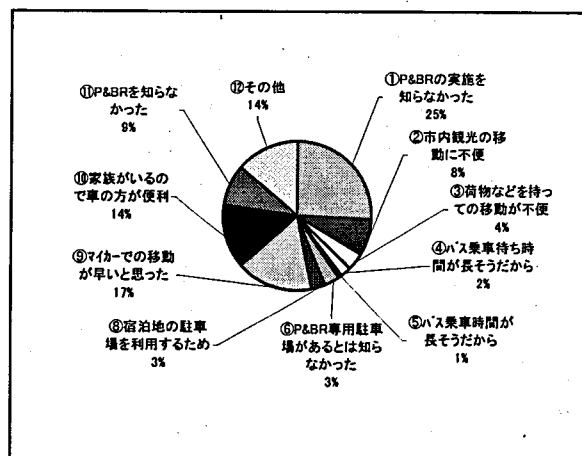 ①P&BRの実施を
知らなかった
25%
②市内観光の移
動に不便
8%
③荷物などを持っ
ての移動が不便
4%
④バス乗車待ち時
間が長そうだから
2%
⑤バス乗車時間が
長そうだから
1%
⑥P&BR専用駐車
場があるとは知ら
なかった
3%
⑧宿泊地の駐車
場を利用するため
3%
⑨マイカーでの移動
が早いと思った
17%
⑩家族がいるの
で車の方が便利
14%
⑪P&BRを知らな
かった
9%
⑫その他
14%